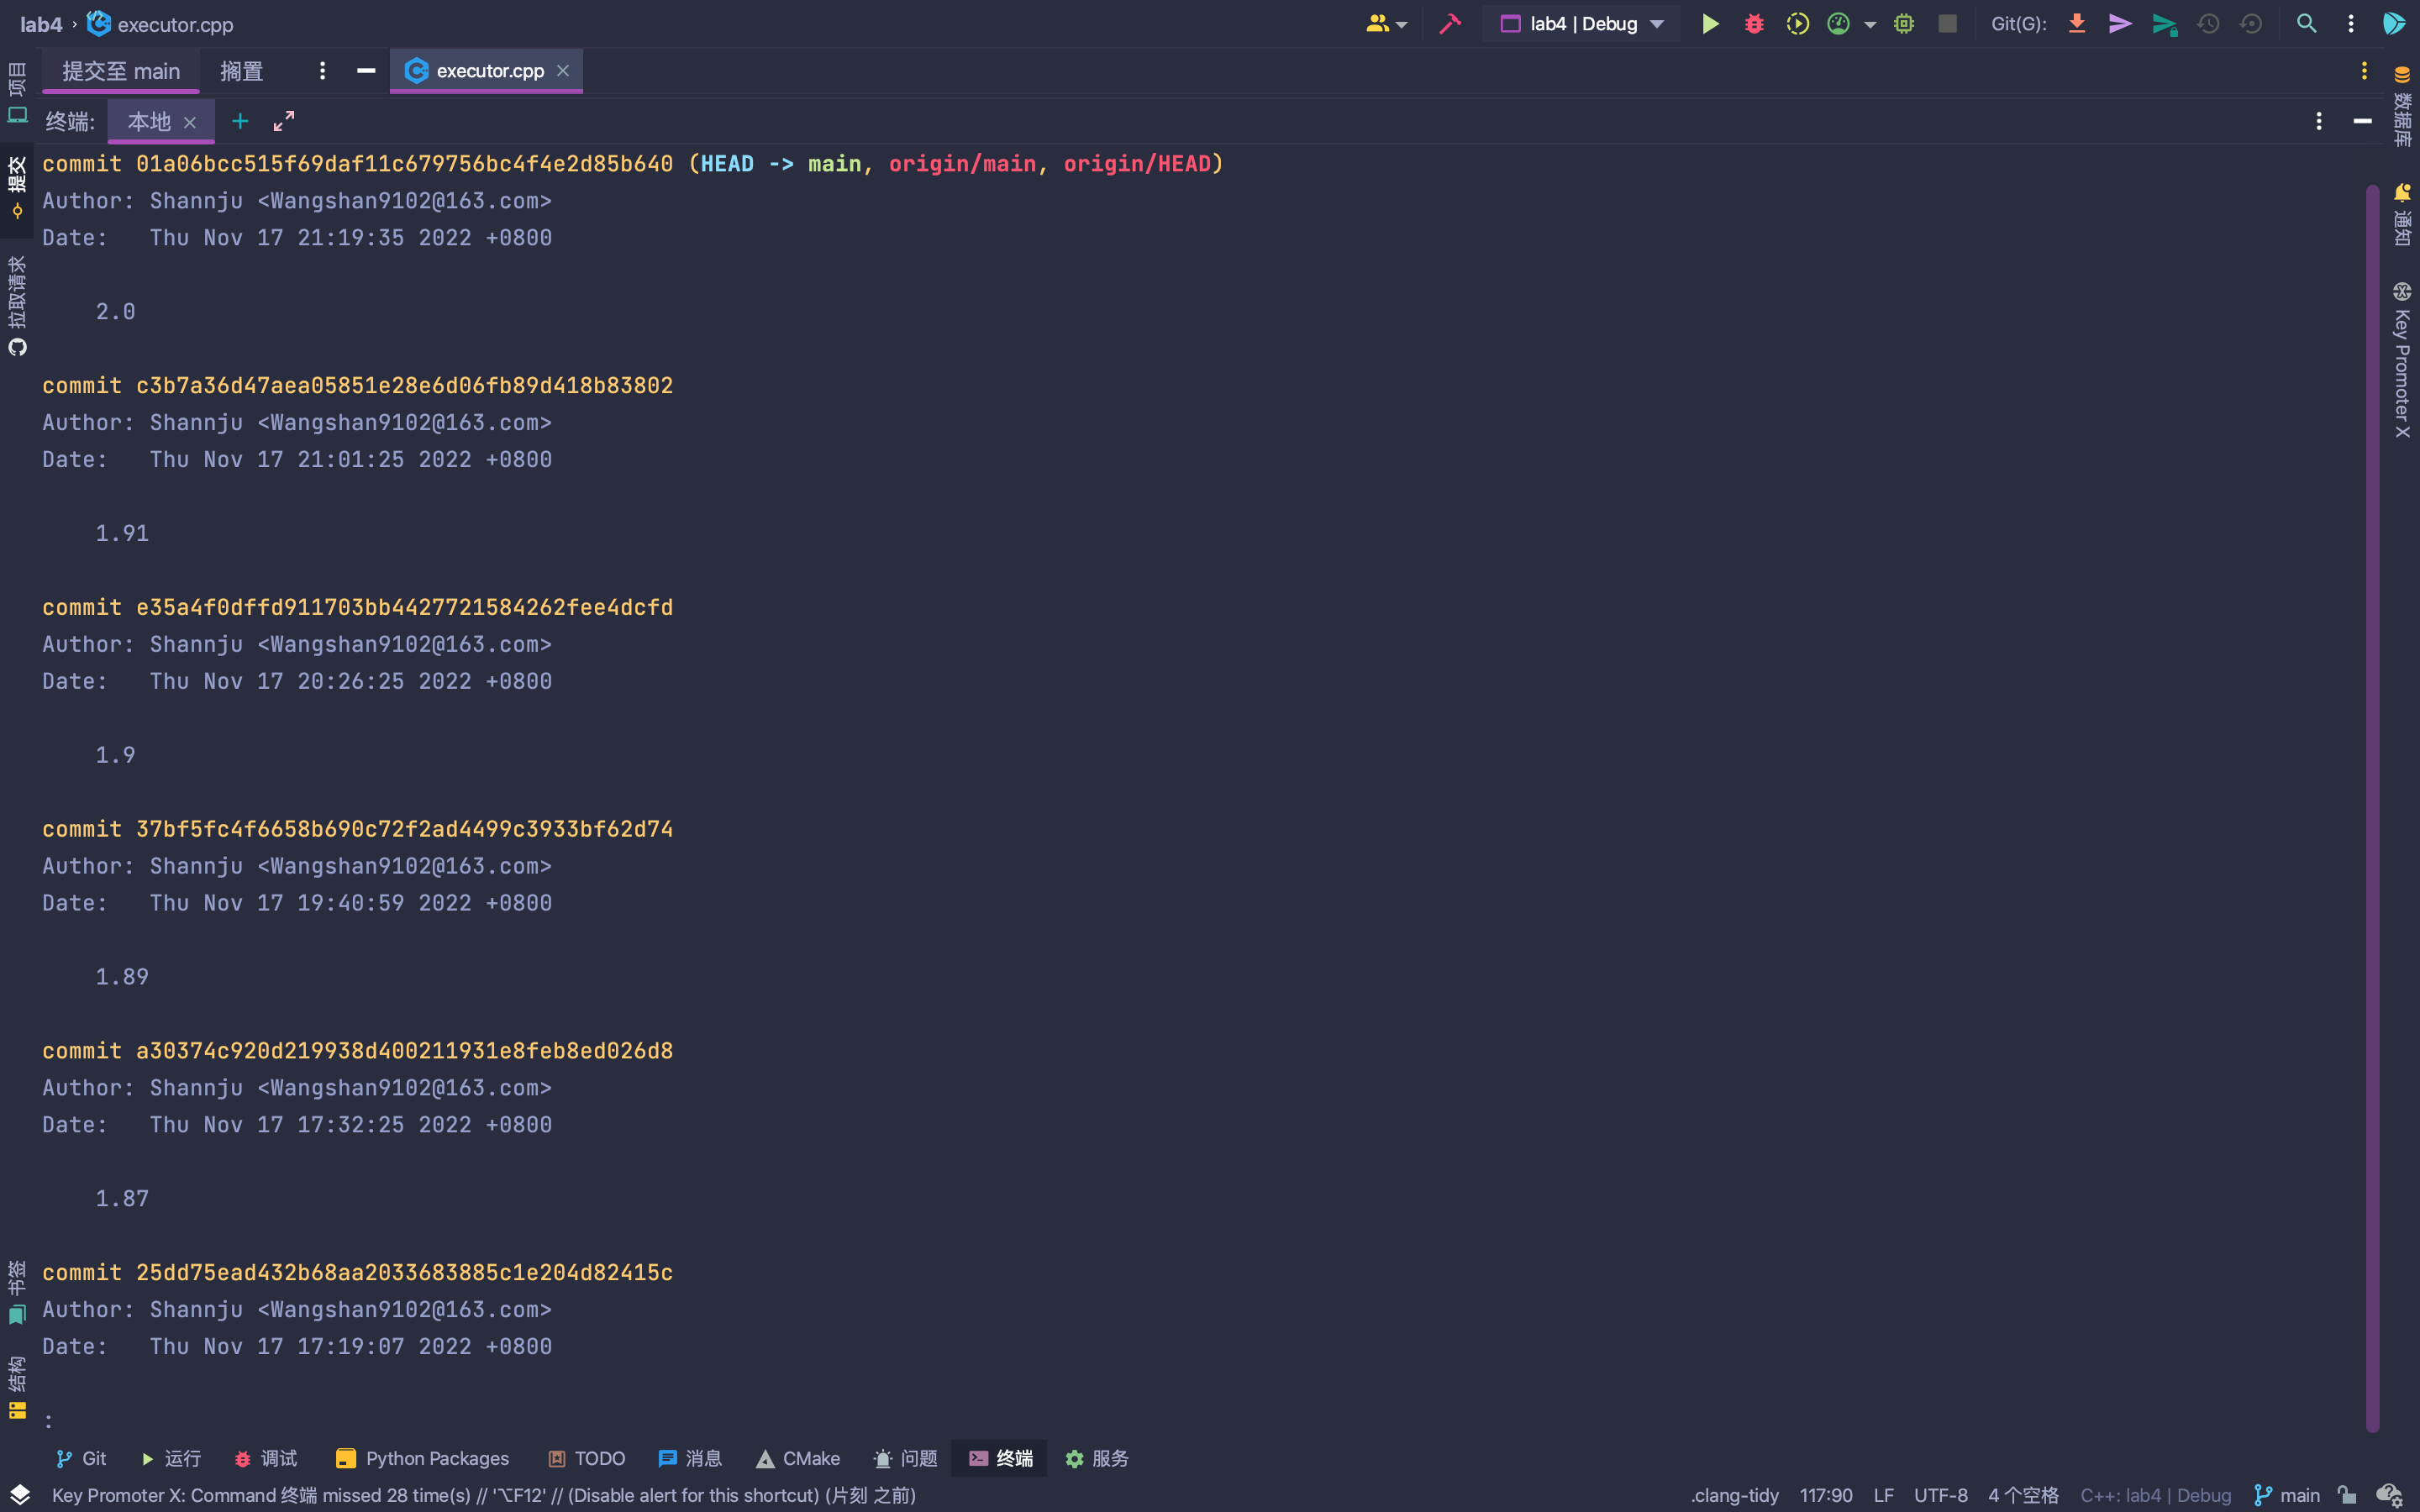 lab4 › executor.cpp
lab4 | Debug
Git(G):
提交至 main
搁置
executor.cpp
终端:
本地
项目
提交
拉取请求
书签
结构
数据库
通知
Key Promoter X
commit 01a06bcc515f69daf11c679756bc4f4e2d85b640 (HEAD -> main, origin/main, origin/HEAD)
Author: Shannju <Wangshan9102@163.com>
Date:   Thu Nov 17 21:19:35 2022 +0800
2.0
commit c3b7a36d47aea05851e28e6d06fb89d418b83802
Author: Shannju <Wangshan9102@163.com>
Date:   Thu Nov 17 21:01:25 2022 +0800
1.91
commit e35a4f0dffd911703bb4427721584262fee4dcfd
Author: Shannju <Wangshan9102@163.com>
Date:   Thu Nov 17 20:26:25 2022 +0800
1.9
commit 37bf5fc4f6658b690c72f2ad4499c3933bf62d74
Author: Shannju <Wangshan9102@163.com>
Date:   Thu Nov 17 19:40:59 2022 +0800
1.89
commit a30374c920d219938d400211931e8feb8ed026d8
Author: Shannju <Wangshan9102@163.com>
Date:   Thu Nov 17 17:32:25 2022 +0800
1.87
commit 25dd75ead432b68aa2033683885c1e204d82415c
Author: Shannju <Wangshan9102@163.com>
Date:   Thu Nov 17 17:19:07 2022 +0800
:
Git 运行 调试 Python Packages TODO 消息 CMake 问题 终端 服务
Key Promoter X: Command 终端 missed 28 time(s) // '⌥F12' // (Disable alert for this shortcut) (片刻 之前)
.clang-tidy 117:90 LF UTF-8 4 个空格 C++: lab4 | Debug main